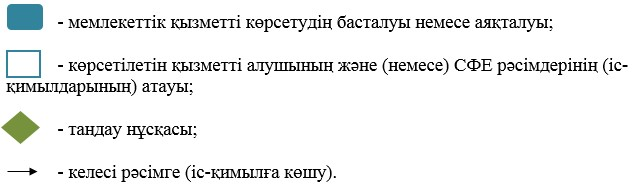 - мемлекеттік қызметті көрсетудің басталуы немесе аяқталуы;
- көрсетілетін қызметті алушының және (немесе) СФЕ рәсімдерінің (іс-
қимылдарының) атауы;
- таңдау нұсқасы;
- келесі рәсімге (іс-қимылға көшу).